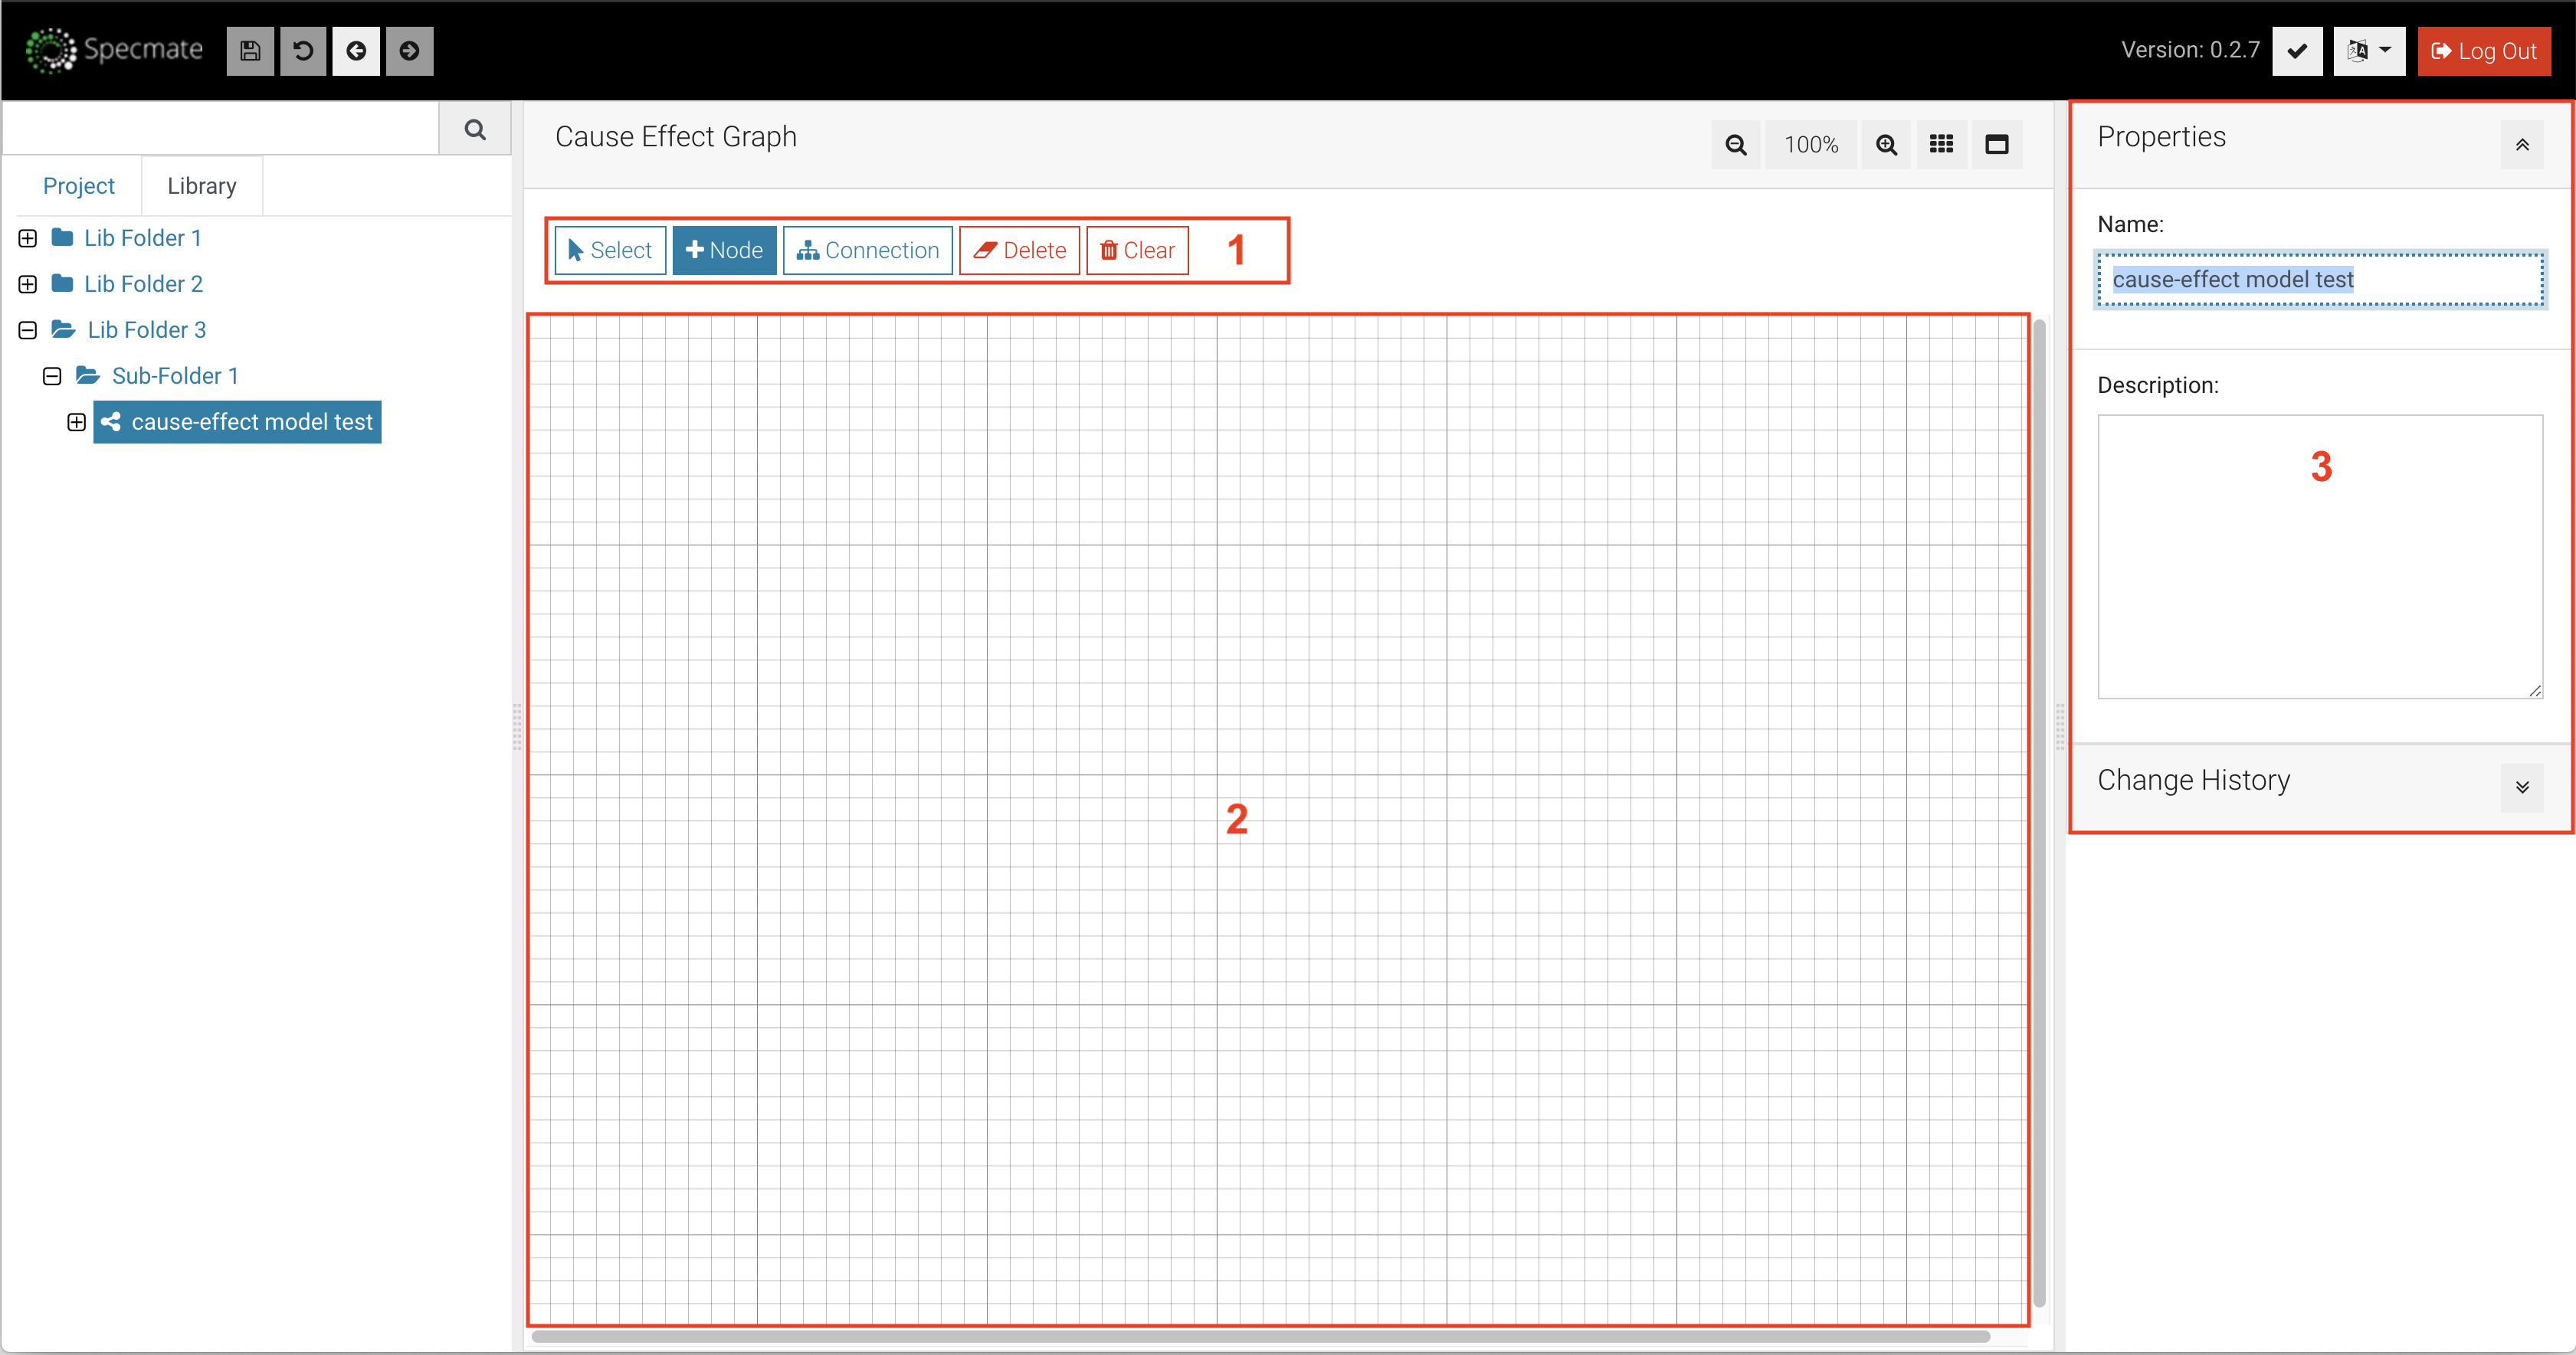 Specmate
Version: 0.2.7
Log Out
Project
Library
Lib Folder 1
Lib Folder 2
Lib Folder 3
Sub-Folder 1
cause-effect model test
Cause Effect Graph
100%
Select
Node
Connection
Delete
Clear
1
2
Properties
Name:
cause-effect model test
Description:
3
Change History